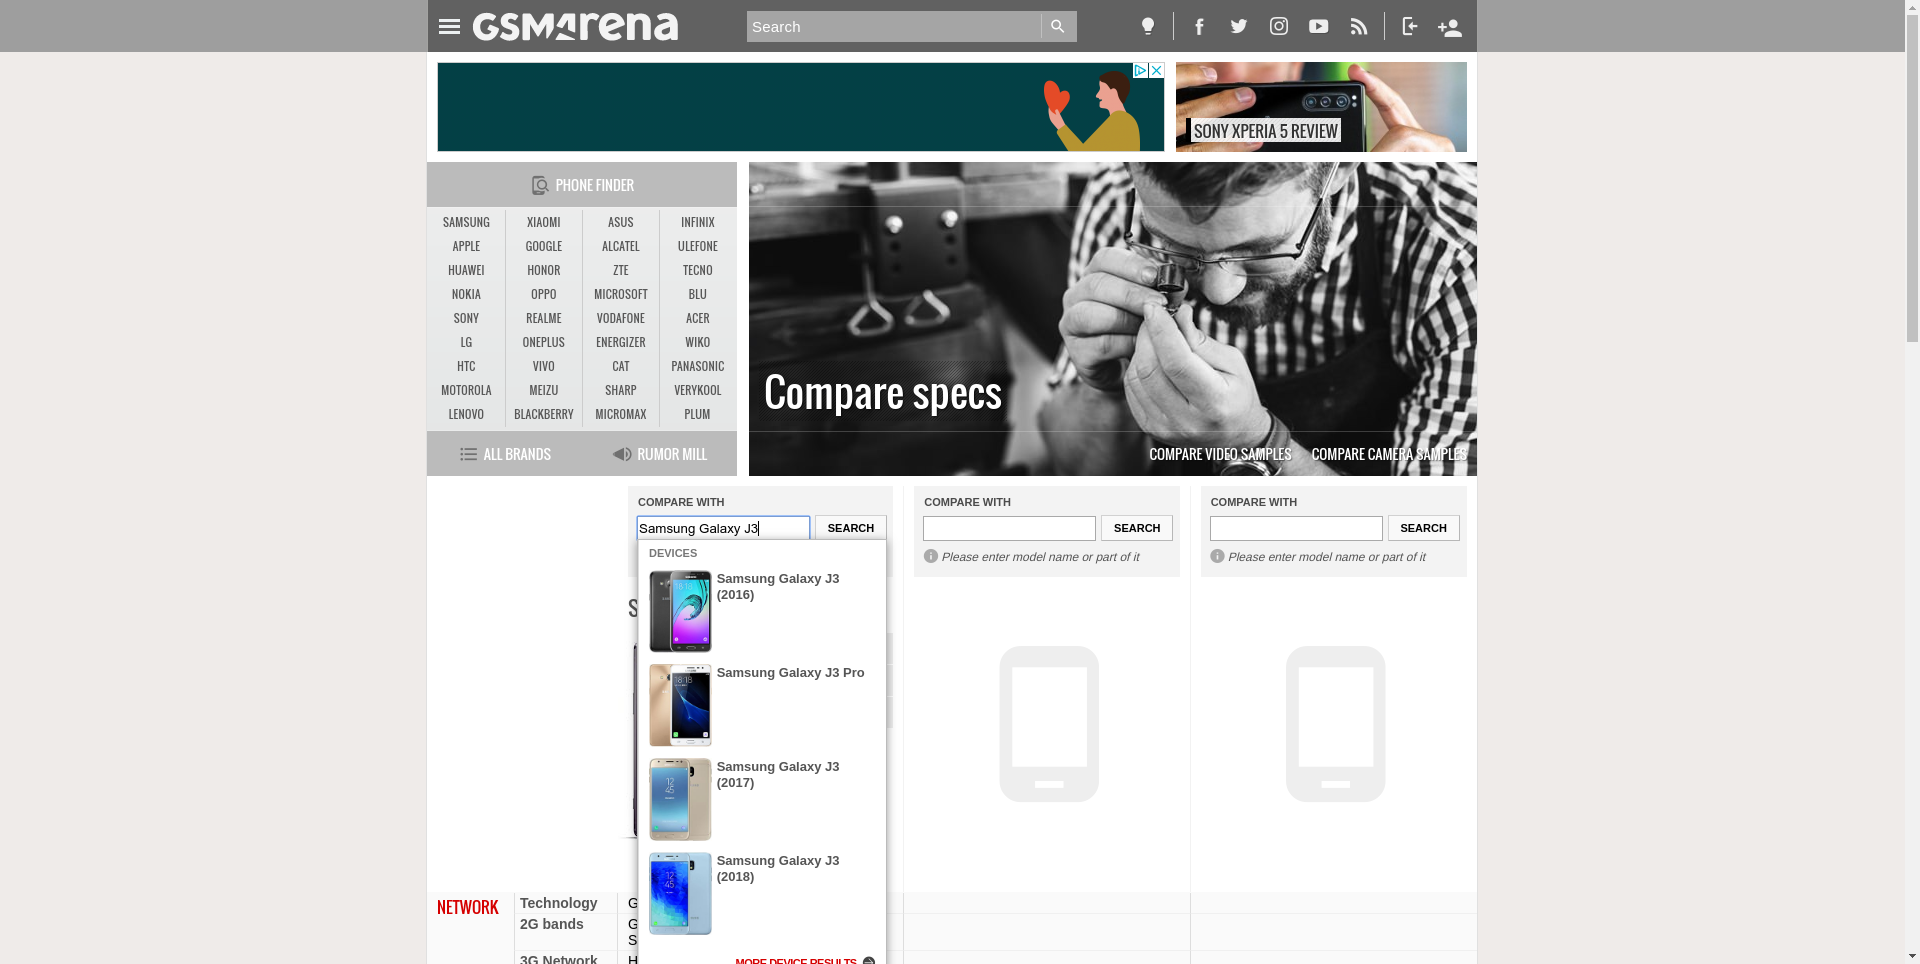 GSMArena
Search
SONY XPERIA 5 REVIEW
PHONE FINDER
SAMSUNG XIAOMI ASUS INFINIX
APPLE GOOGLE ALCATEL ULEFONE
HUAWEI HONOR ZTE TECNO
NOKIA OPPO MICROSOFT BLU
SONY REALME VODAFONE ACER
LG ONEPLUS ENERGIZER WIKO
HTC VIVO CAT PANASONIC
MOTOROLA MEIZU SHARP VERYKOOL
LENOVO BLACKBERRY MICROMAX PLUM
ALL BRANDS RUMOR MILL
Compare specs
COMPARE VIDEO SAMPLES COMPARE CAMERA SAMPLES
COMPARE WITH
Samsung Galaxy J3 SEARCH
DEVICES
Samsung Galaxy J3
(2016)
Samsung Galaxy J3 Pro
Samsung Galaxy J3
(2017)
Samsung Galaxy J3
(2018)
MORE DEVICE RESULTS
COMPARE WITH
SEARCH
Please enter model name or part of it
COMPARE WITH
SEARCH
Please enter model name or part of it
S
NETWORK Technology G
2G bands G
S
3G Network H